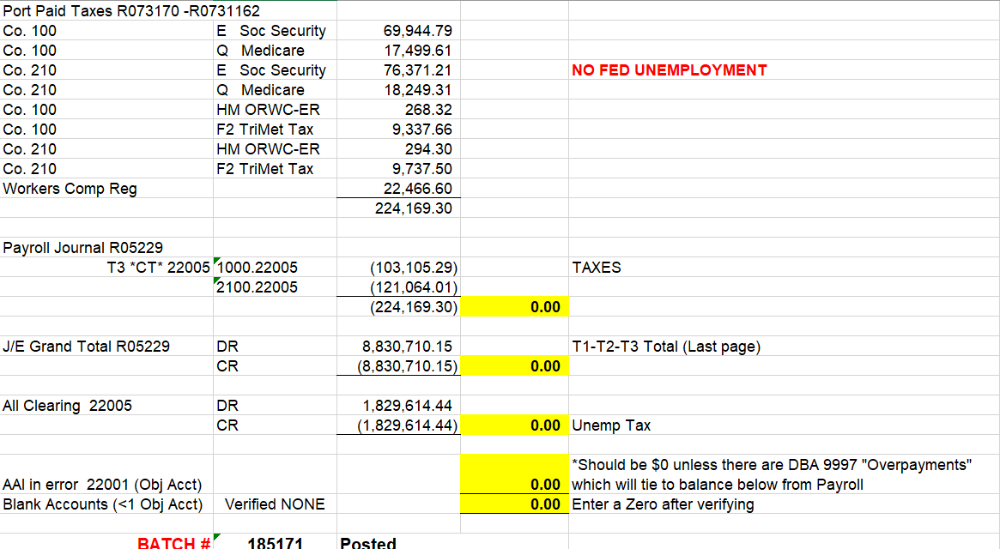 Port Paid Taxes R073170 -R0731162
Co. 100 E Soc Security 69,944.79
Co. 100 Q Medicare 17,499.61
Co. 210 E Soc Security 76,371.21 NO FED UNEMPLOYMENT
Co. 210 Q Medicare 18,249.31
Co. 100 HM ORWC-ER 268.32
Co. 100 F2 TriMet Tax 9,337.66
Co. 210 HM ORWC-ER 294.30
Co. 210 F2 TriMet Tax 9,737.50
Workers Comp Reg 22,466.60
224,169.30
Payroll Journal R05229
T3 *CT* 22005 1000.22005 (103,105.29) TAXES
2100.22005 (121,064.01)
(224,169.30) 0.00
J/E Grand Total R05229 DR 8,830,710.15 T1-T2-T3 Total (Last page)
CR (8,830,710.15) 0.00
All Clearing 22005 DR 1,829,614.44
CR (1,829,614.44) 0.00 Unemp Tax
*Should be $0 unless there are DBA 9997 "Overpayments"
AAI in error 22001 (Obj Acct) 0.00 which will tie to balance below from Payroll
Blank Accounts (<1 Obj Acct) Verified NONE 0.00 Enter a Zero after verifying
BATCH # 185171 Posted